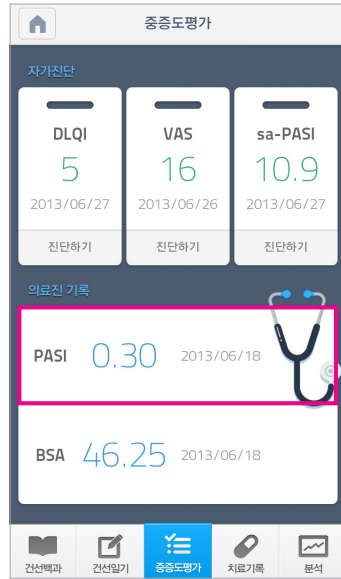 중증도평가
자가진단
DLQI VAS sa-PASI
5 16 10.9
2013/06/27 2013/06/26 2013/06/27
진단하기 진단하기 진단하기
의료진 기록
PASI 0.30 2013/06/18
BSA 46.25 2013/06/18
건선백과 건선일기 중증도평가 치료기록 분석